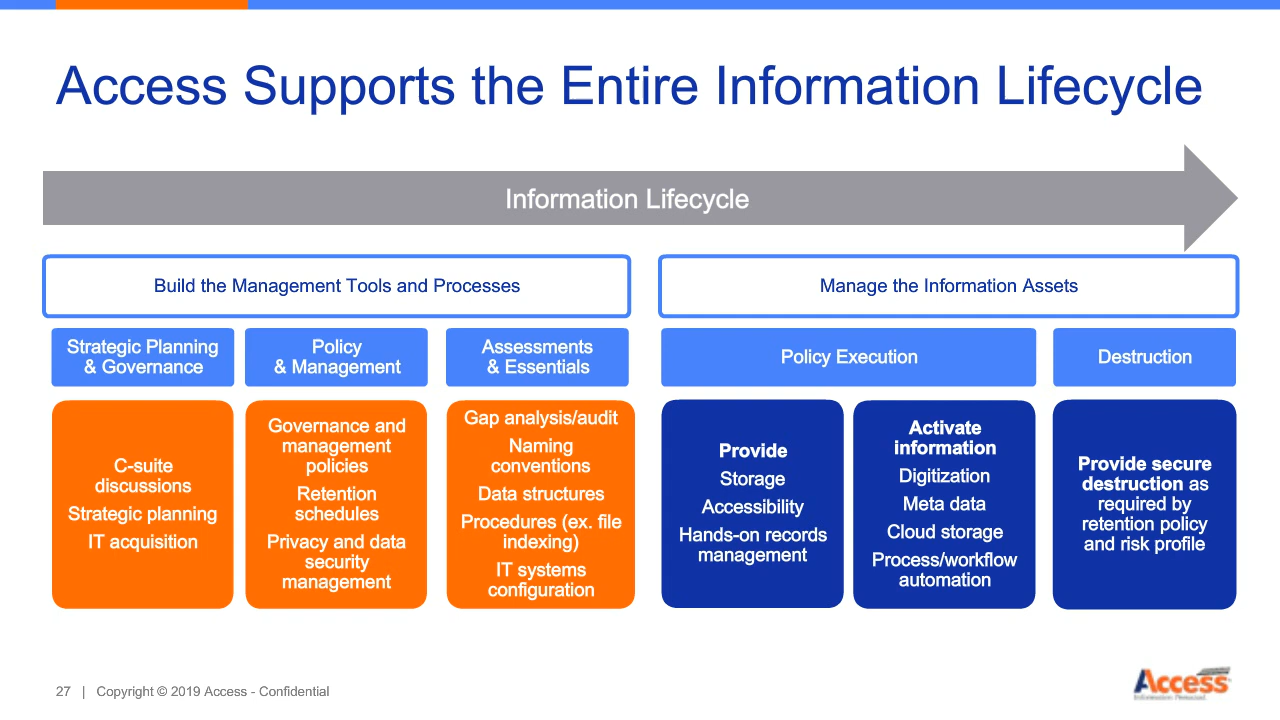 Access Supports the Entire Information Lifecycle
Information Lifecycle
Build the Management Tools and Processes
Manage the Information Assets
Strategic Planning
& Governance
Policy
& Management
Assessments
& Essentials
Policy Execution
Destruction
C-suite
discussions
Strategic planning
IT acquisition
Governance and
management
policies
Retention
schedules
Privacy and data
security
management
Gap analysis/audit
Naming
conventions
Data structures
Procedures (ex. file
indexing)
IT systems
configuration
Provide
Storage
Accessibility
Hands-on records
management
Activate
information
Digitization
Meta data
Cloud storage
Process/workflow
automation
Provide secure
destruction as
required by
retention policy
and risk profile
27 | Copyright © 2019 Access - Confidential
Access